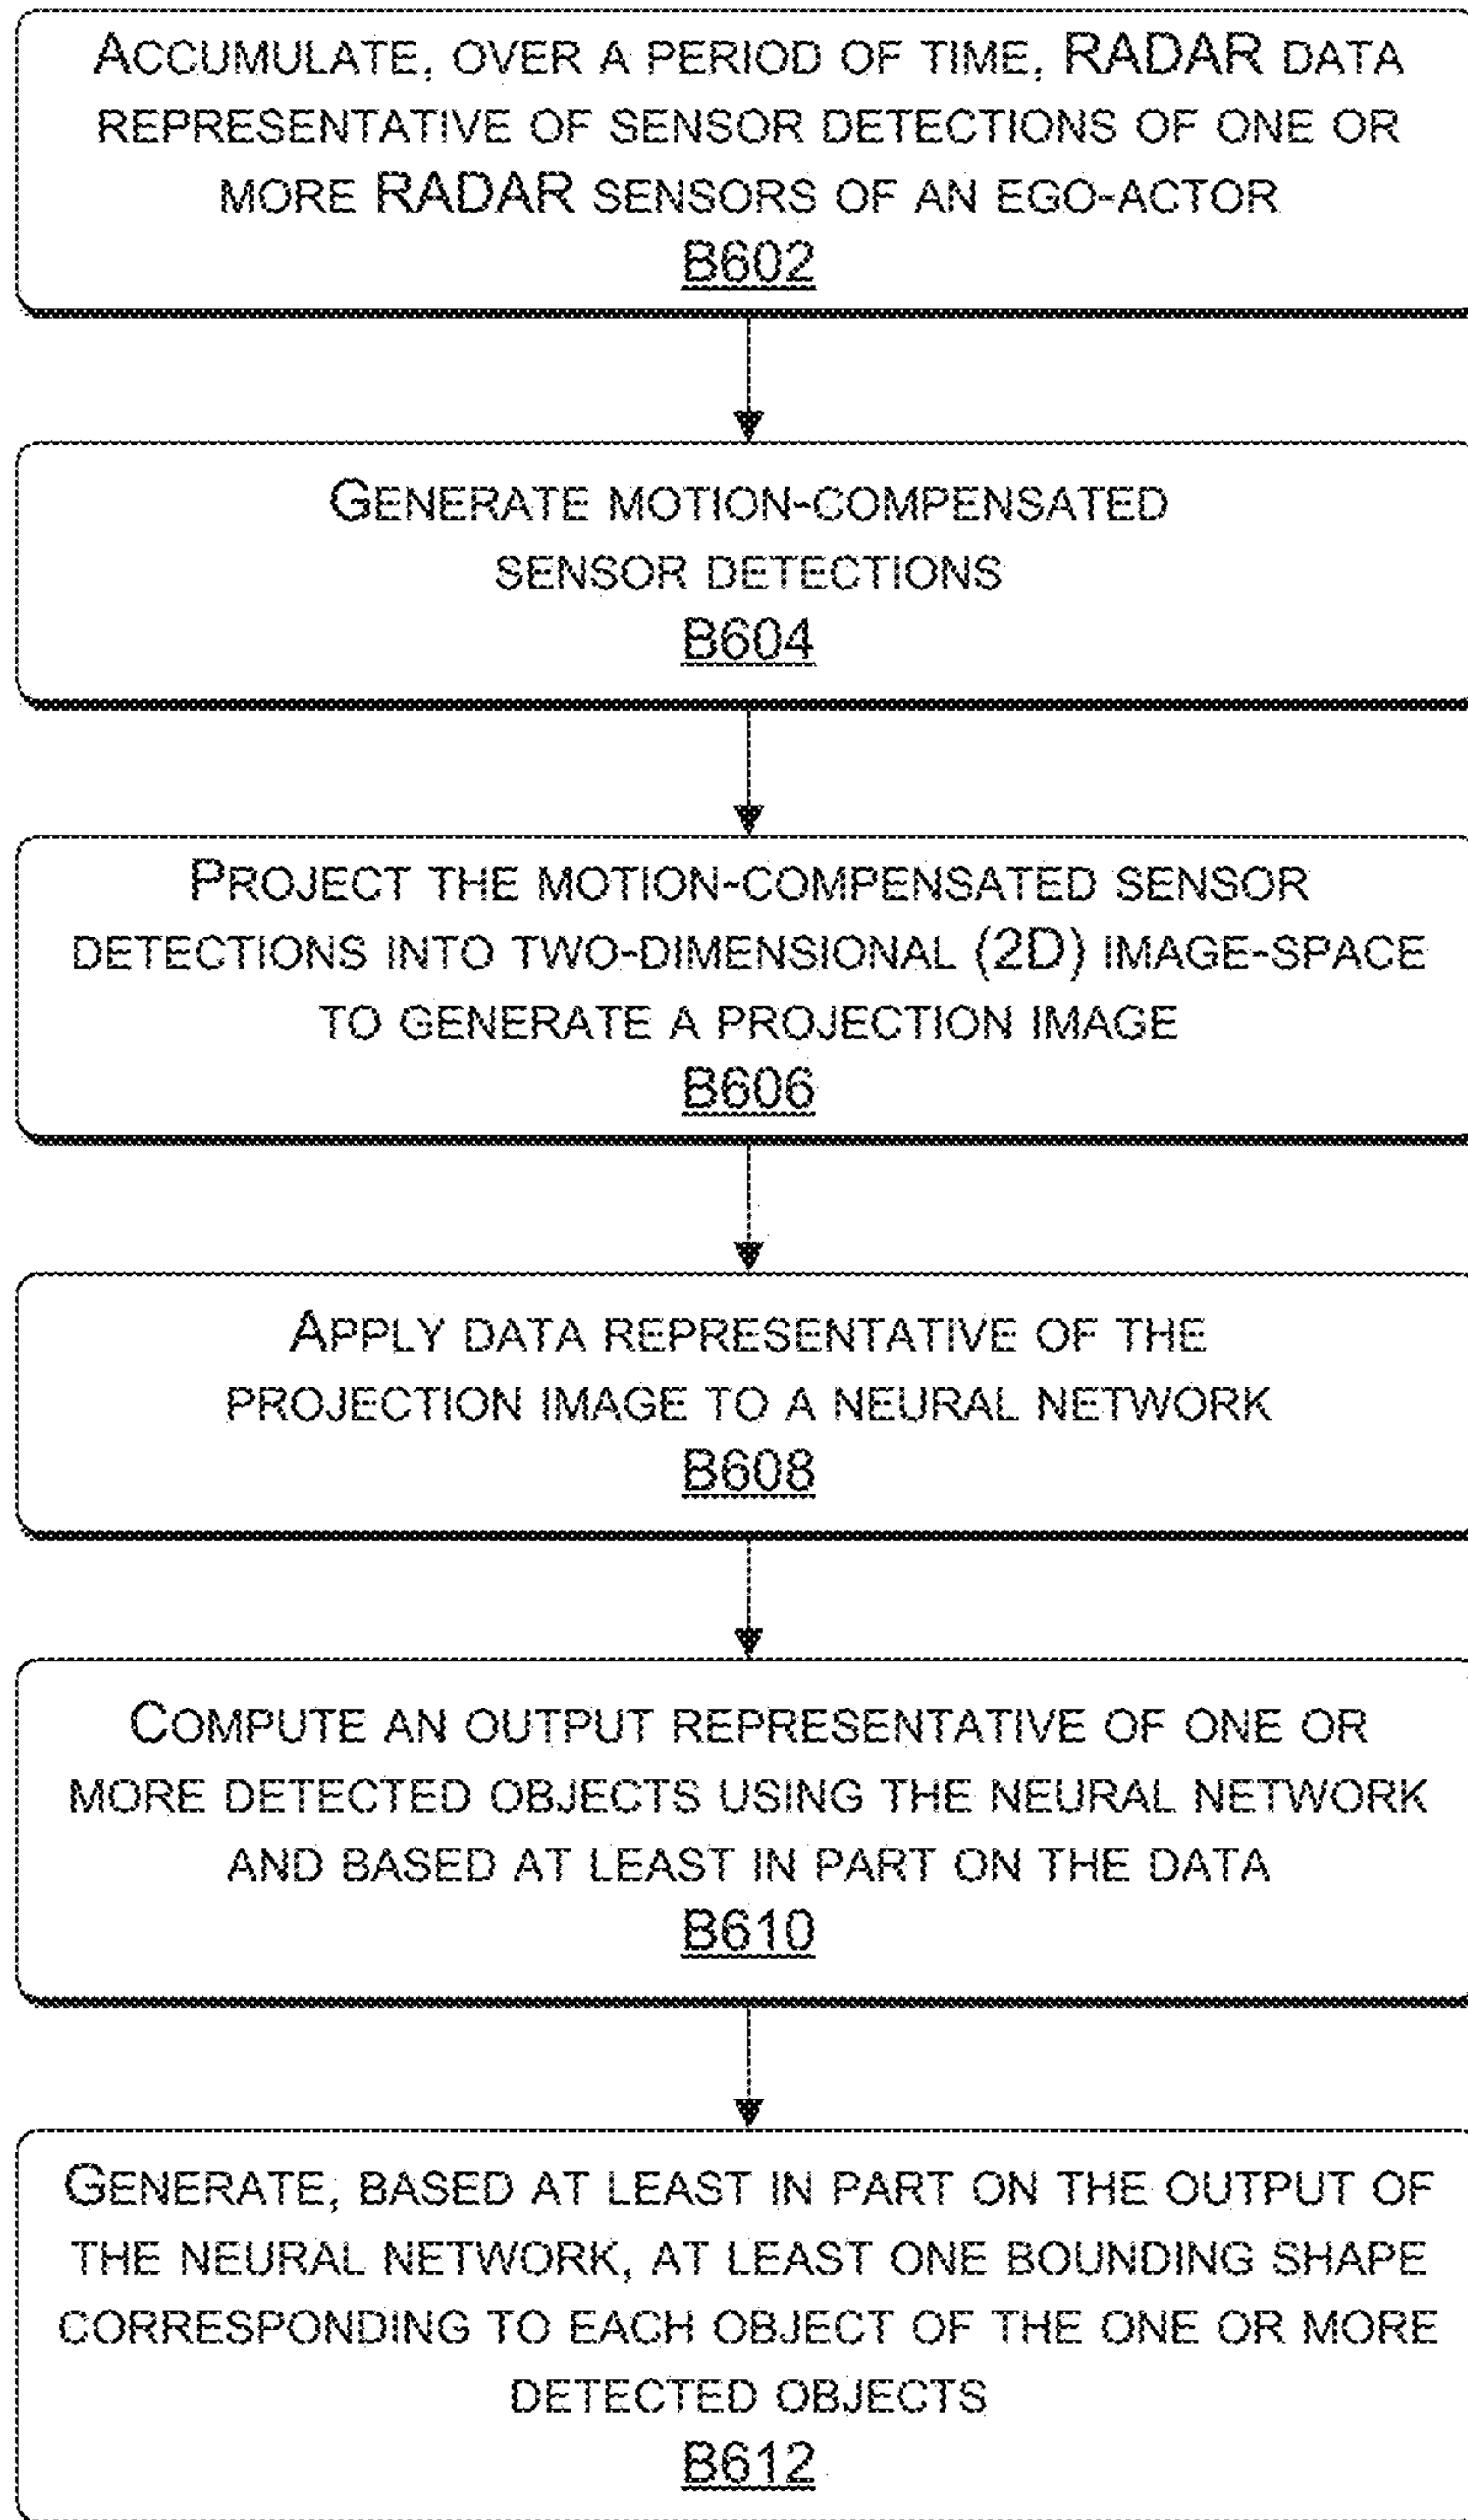 ACCUMULATE, OVER A PERIOD OF TIME, RADAR DATA
REPRESENTATIVE OF SENSOR DETECTIONS OF ONE OR
MORE RADAR SENSORS OF AN EGO-ACTOR
B602
GENERATE MOTION-COMPENSATED
SENSOR DETECTIONS
B604
PROJECT THE MOTION-COMPENSATED SENSOR
DETECTIONS INTO TWO-DIMENSIONAL (2D) IMAGE-SPACE
TO GENERATE A PROJECTION IMAGE
B606
APPLY DATA REPRESENTATIVE OF THE
PROJECTION IMAGE TO A NEURAL NETWORK
B608
COMPUTE AN OUTPUT REPRESENTATIVE OF ONE OR
MORE DETECTED OBJECTS USING THE NEURAL NETWORK
AND BASED AT LEAST IN PART ON THE DATA
B610
GENERATE, BASED AT LEAST IN PART ON THE OUTPUT OF
THE NEURAL NETWORK, AT LEAST ONE BOUNDING SHAPE
CORRESPONDING TO EACH OBJECT OF THE ONE OR MORE
DETECTED OBJECTS
B612